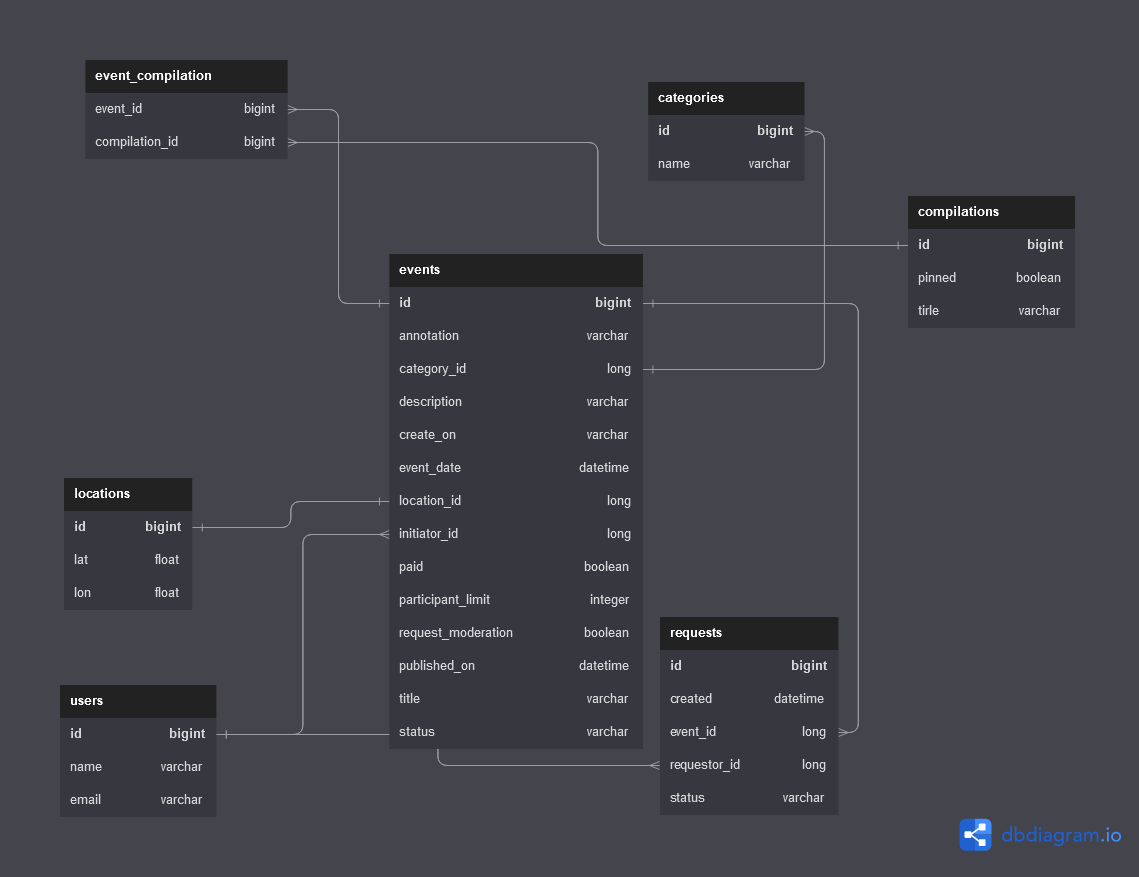 event_compilation
event_id bigint
compilation_id bigint
categories
id bigint
name varchar
compilations
id bigint
pinned boolean
tirle varchar
events
id bigint
annotation varchar
category_id long
description varchar
create_on varchar
event_date datetime
location_id long
initiator_id long
paid boolean
participant_limit integer
request_moderation boolean
published_on datetime
title varchar
status varchar
locations
id bigint
lat float
lon float
users
id bigint
name varchar
email varchar
requests
id bigint
created datetime
event_id long
requestor_id long
status varchar
dbdiagram.io